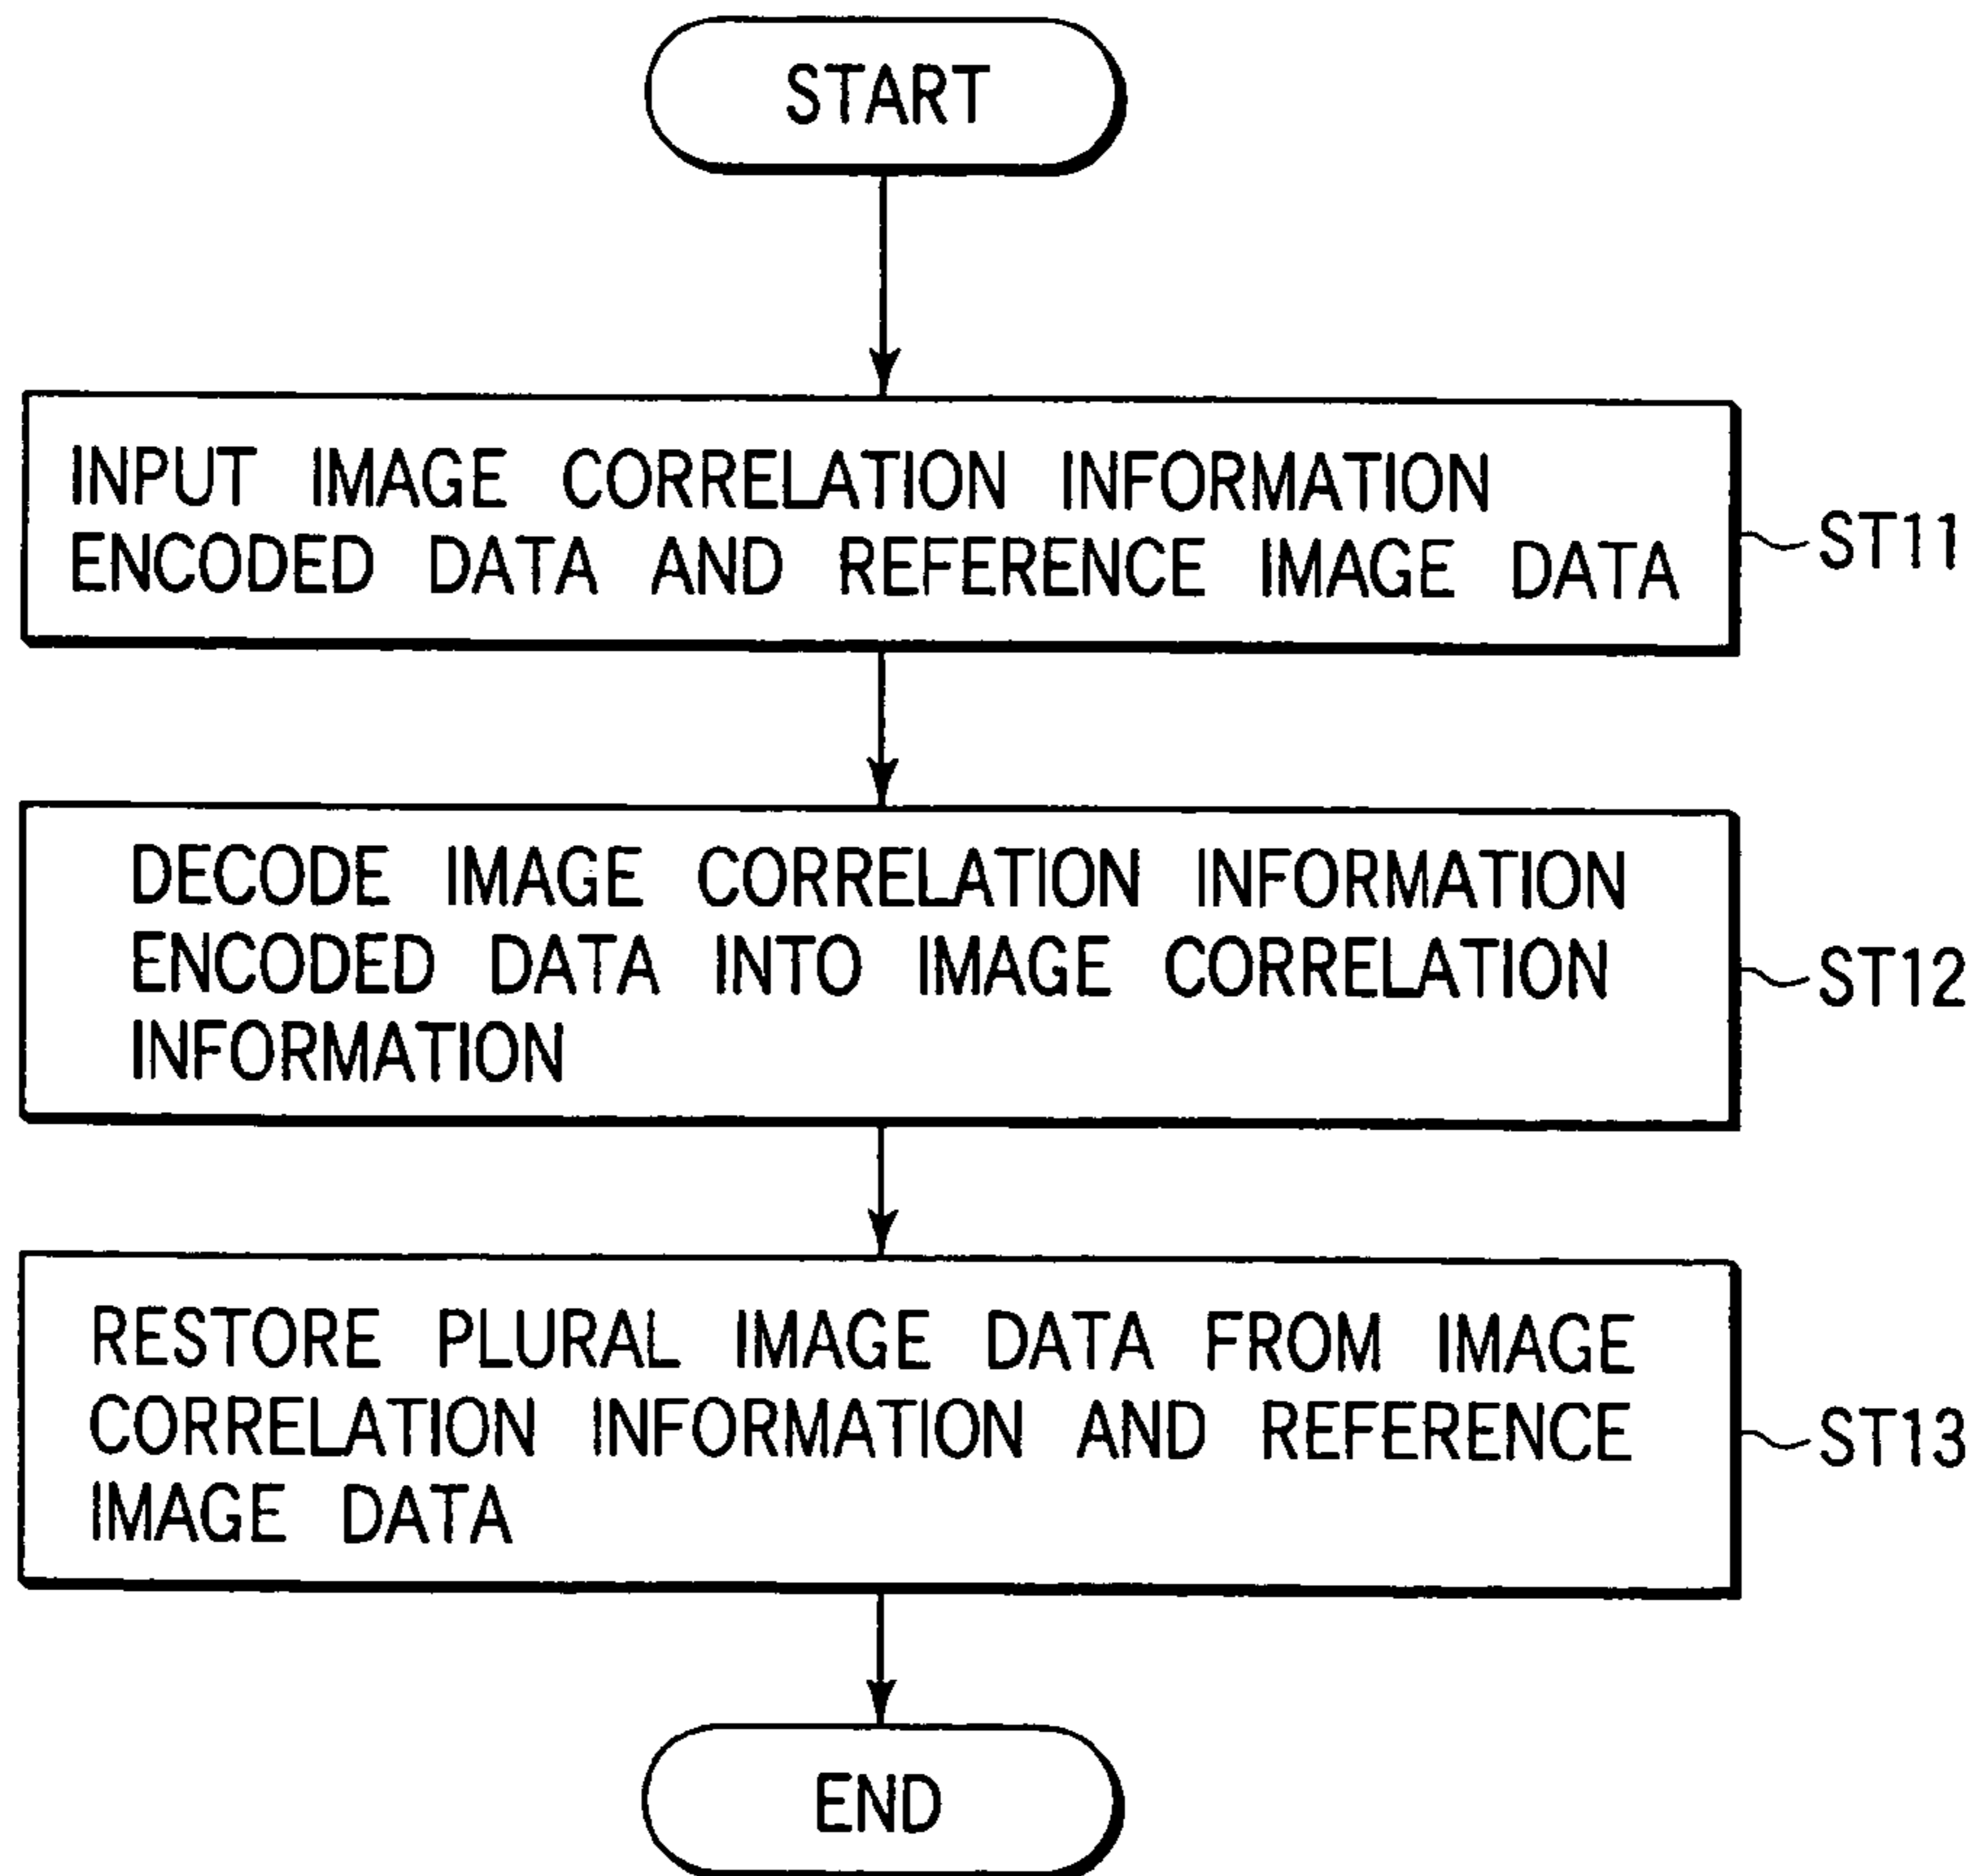 START
INPUT IMAGE CORRELATION INFORMATION
ENCODED DATA AND REFERENCE IMAGE DATA
ST11
DECODE IMAGE CORRELATION INFORMATION
ENCODED DATA INTO IMAGE CORRELATION
INFORMATION
ST12
RESTORE PLURAL IMAGE DATA FROM IMAGE
CORRELATION INFORMATION AND REFERENCE
IMAGE DATA
ST13
END